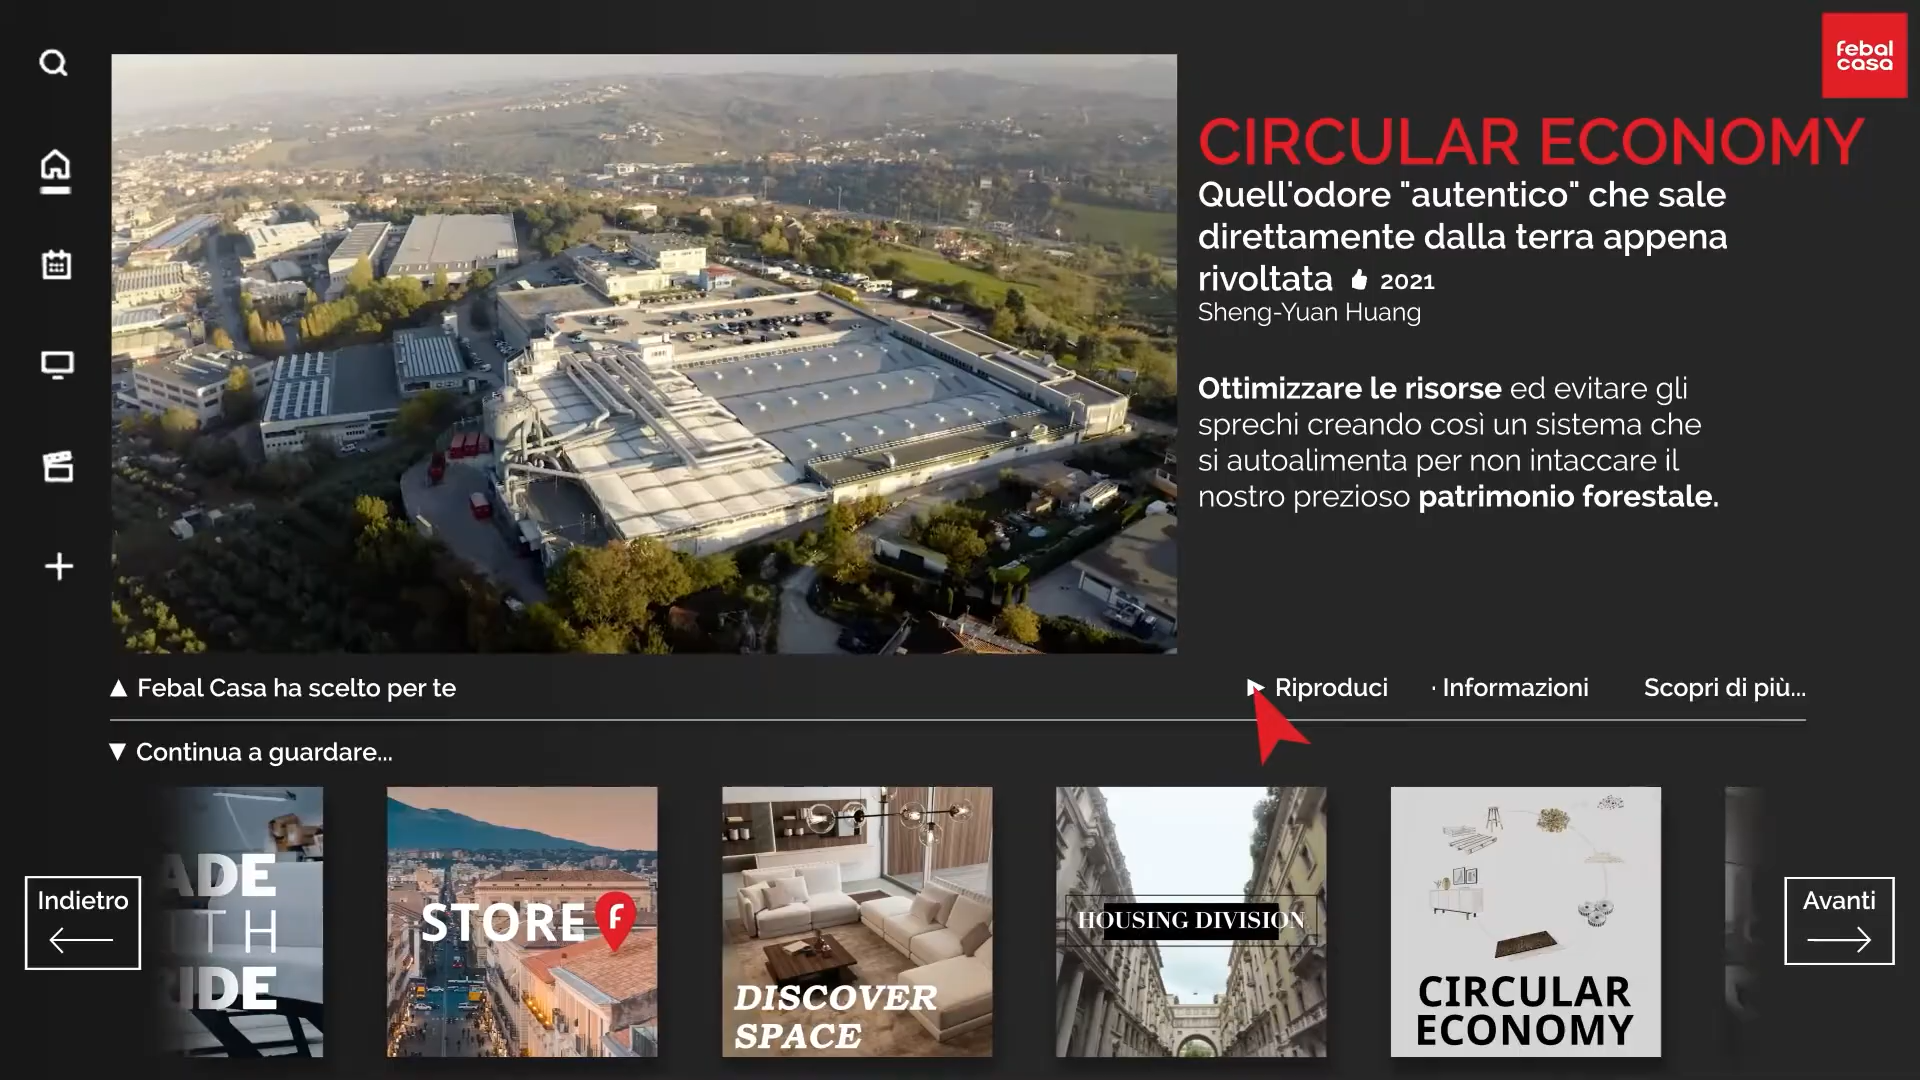 febal
casa
CIRCULAR ECONOMY
Quell'odore "autentico" che sale
direttamente dalla terra appena
rivoltata 2021
Sheng-Yuan Huang
Ottimizzare le risorse ed evitare gli
sprechi creando così un sistema che
si autoalimenta per non intaccare il
nostro prezioso patrimonio forestale.
▲ Febal Casa ha scelto per te
▶ Riproduci · Informazioni Scopri di più...
▼ Continua a guardare...
Indietro
ADE
TH
IDE
STORE F
DISCOVER
SPACE
HOUSING DIVISION
CIRCULAR
ECONOMY
Avanti